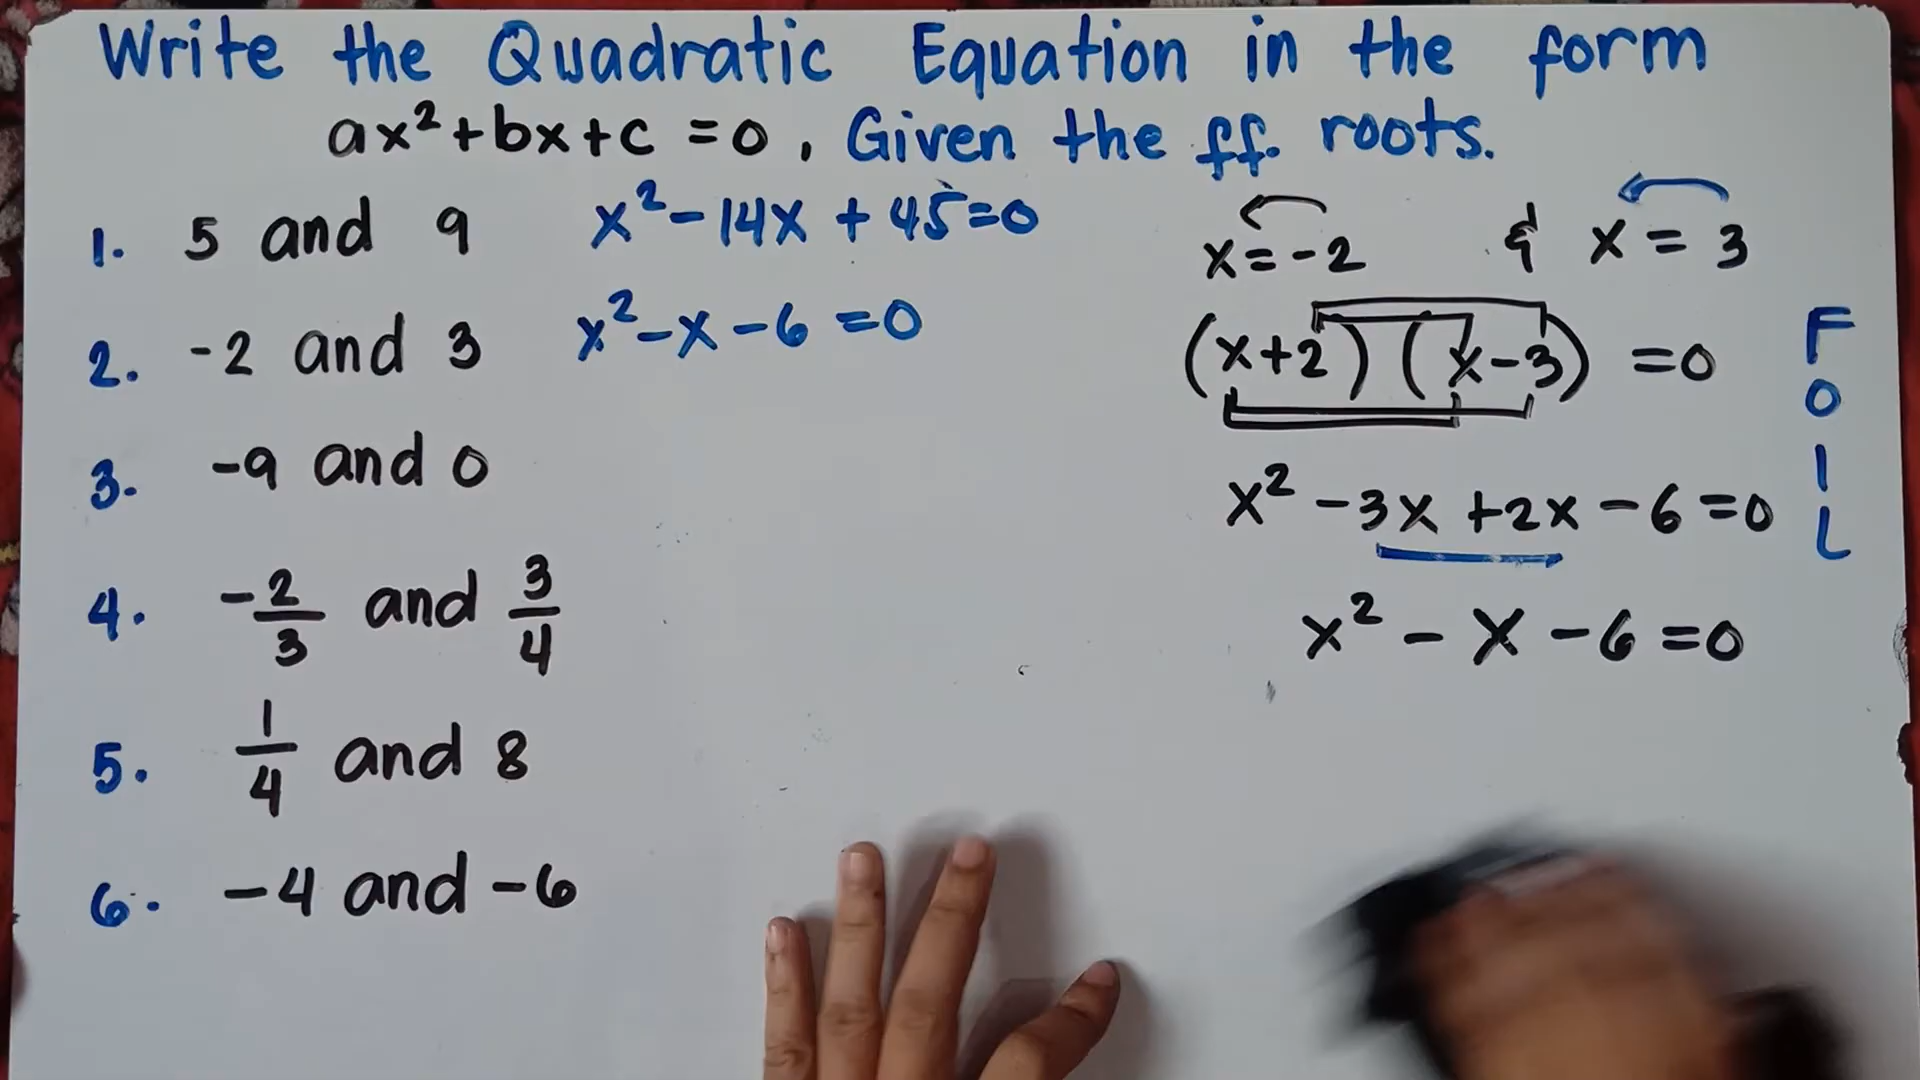 Write the Quadratic Equation in the form
ax²+bx+c =0, Given the ff. roots.
1. 5 and 9 x²-14x+45=0
2. -2 and 3 x²-x-6=0
3. -9 and 0
4. -2/3 and 3/4
5. 1/4 and 8
6. -4 and -6
x=-2 & x=3
(x+2)(x-3)=0
x²-3x+2x-6=0
x²-x-6=0
F
O
I
L